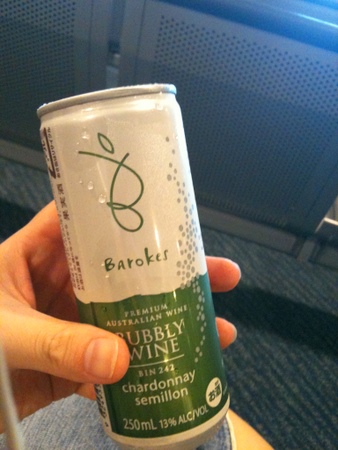 Barokes
PREMIUM
AUSTRALIAN WINE
BUBBLY
WINE
BIN 242
chardonnay
semillon
250mL 13% ALC/VOL